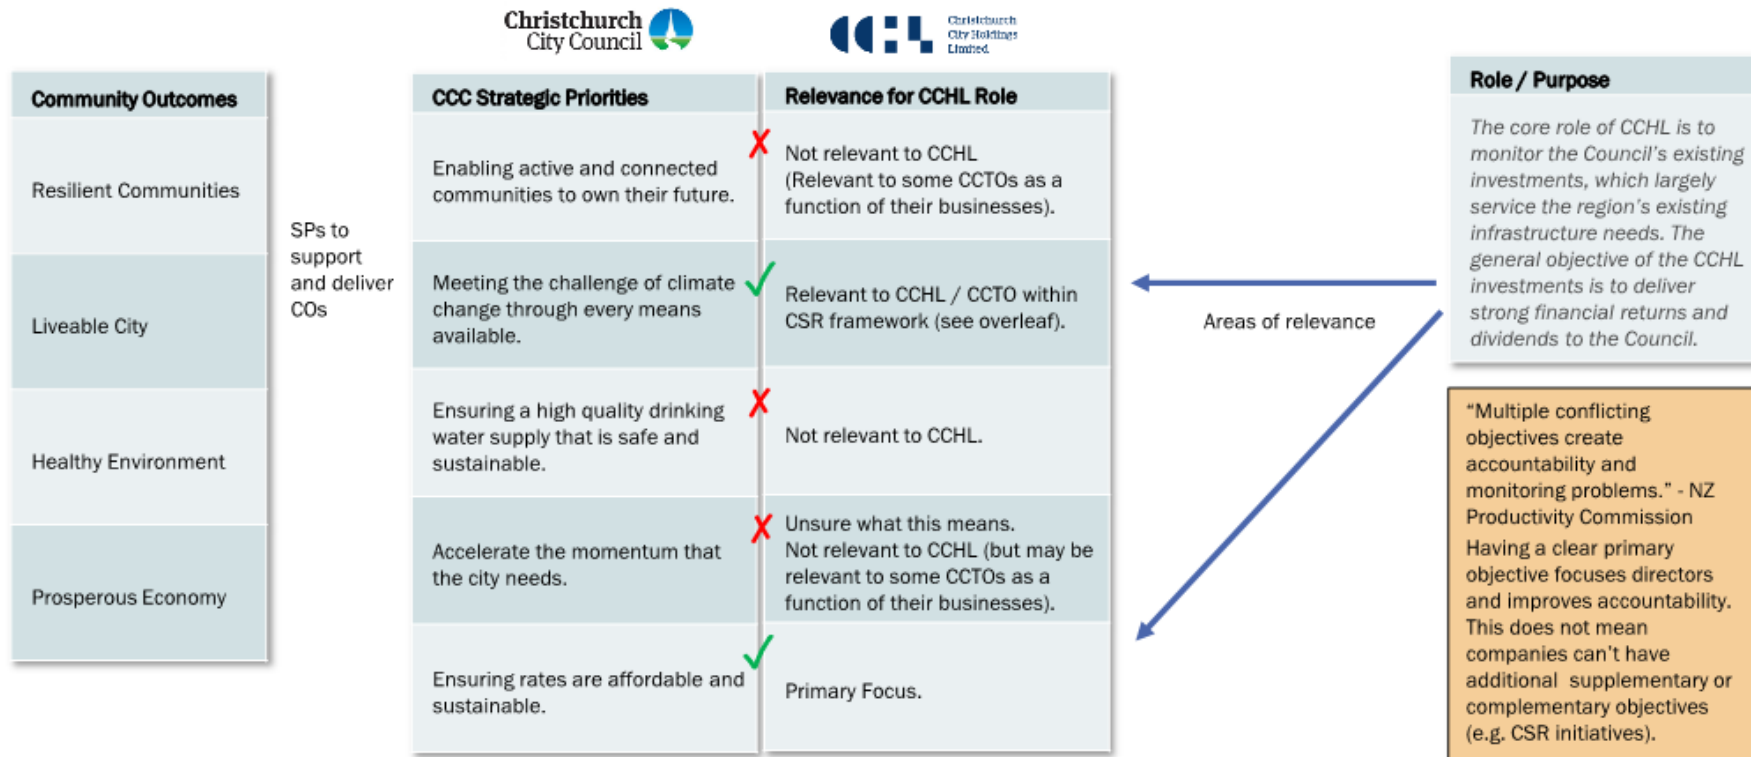 Christchurch
City Council
CCHL
Christchurch
City Holdings
Limited
Community Outcomes
Resilient Communities
Liveable City
Healthy Environment
Prosperous Economy
SPs to
support
and deliver
COs
CCC Strategic Priorities
Relevance for CCHL Role
Enabling active and connected
communities to own their future.
Not relevant to CCHL
(Relevant to some CCTOs as a
function of their businesses).
Meeting the challenge of climate
change through every means
available.
Relevant to CCHL / CCTO within
CSR framework (see overleaf).
Ensuring a high quality drinking
water supply that is safe and
sustainable.
Not relevant to CCHL.
Accelerate the momentum that
the city needs.
Unsure what this means.
Not relevant to CCHL (but may be
relevant to some CCTOs as a
function of their businesses).
Ensuring rates are affordable and
sustainable.
Primary Focus.
Areas of relevance
Role / Purpose
The core role of CCHL is to
monitor the Council's existing
investments, which largely
service the region's existing
infrastructure needs. The
general objective of the CCHL
investments is to deliver
strong financial returns and
dividends to the Council.
"Multiple conflicting
objectives create
accountability and
monitoring problems." - NZ
Productivity Commission
Having a clear primary
objective focuses directors
and improves accountability.
This does not mean
companies can't have
additional supplementary or
complementary objectives
(e.g. CSR initiatives).